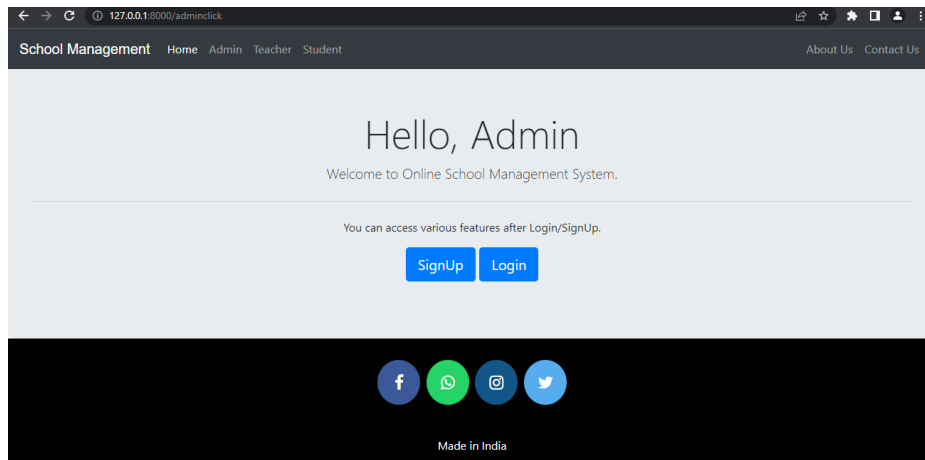 127.0.0.1:8000/adminclick
School Management Home Admin Teacher Student About Us Contact Us
Hello, Admin
Welcome to Online School Management System.
You can access various features after Login/SignUp.
SignUp Login
Made in India